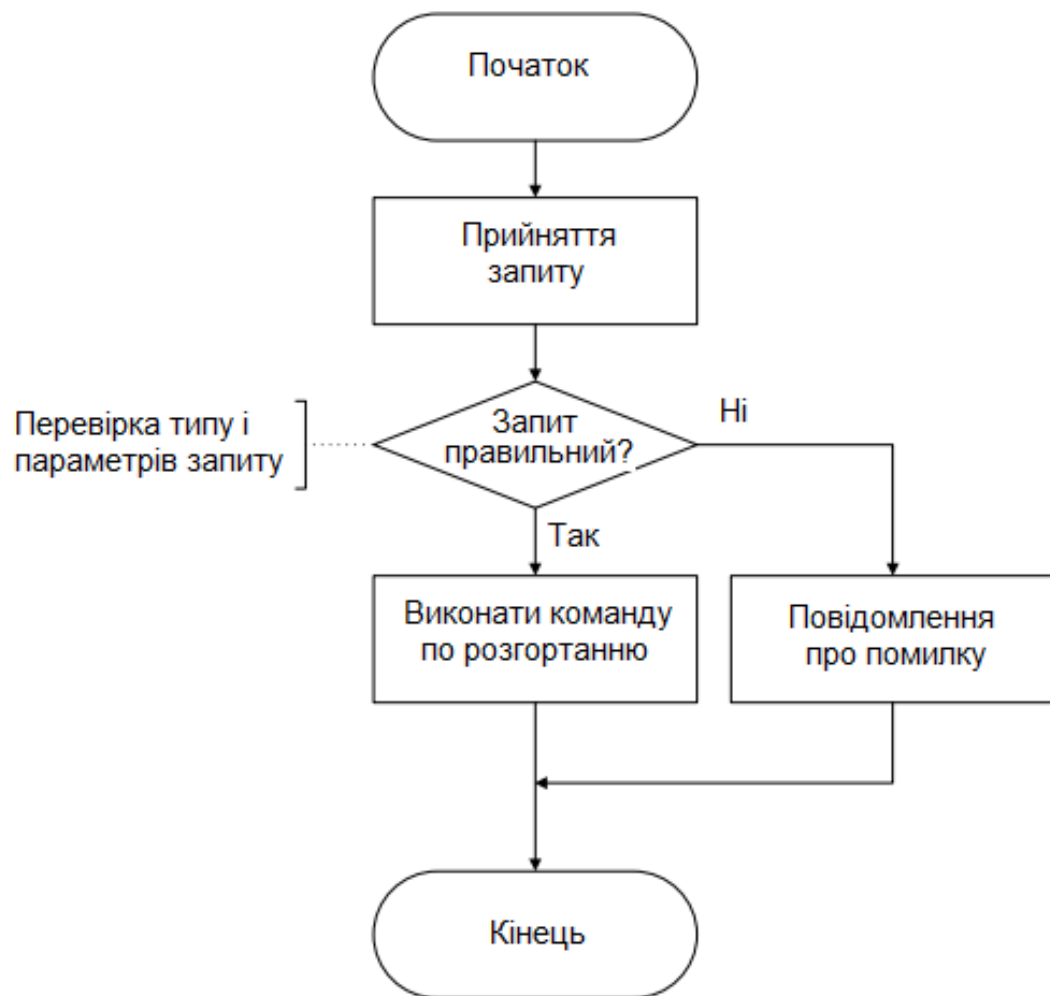 Початок
Прийняття
запиту
Перевірка типу і
параметрів запиту
Запит
правильний?
Ні
Так
Виконати команду
по розгортанню
Повідомлення
про помилку
Кінець